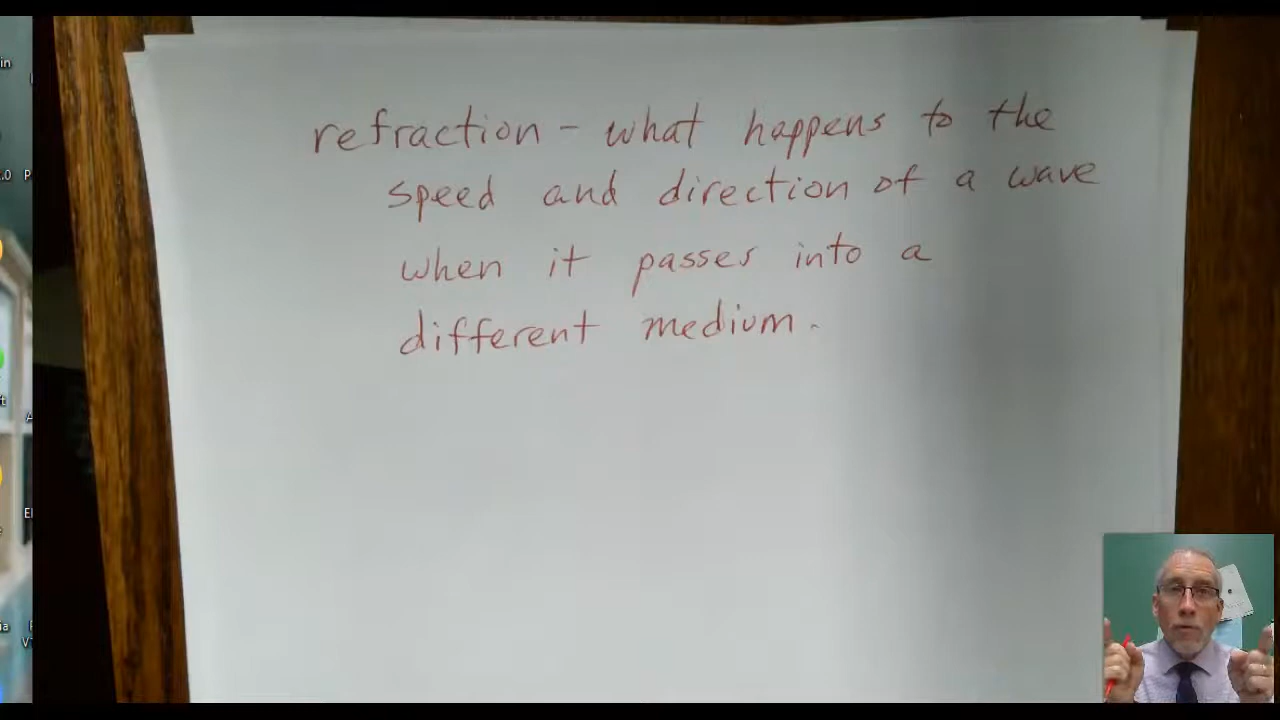 refraction - what happens to the
speed and direction of a wave
when it passes into a
different medium.